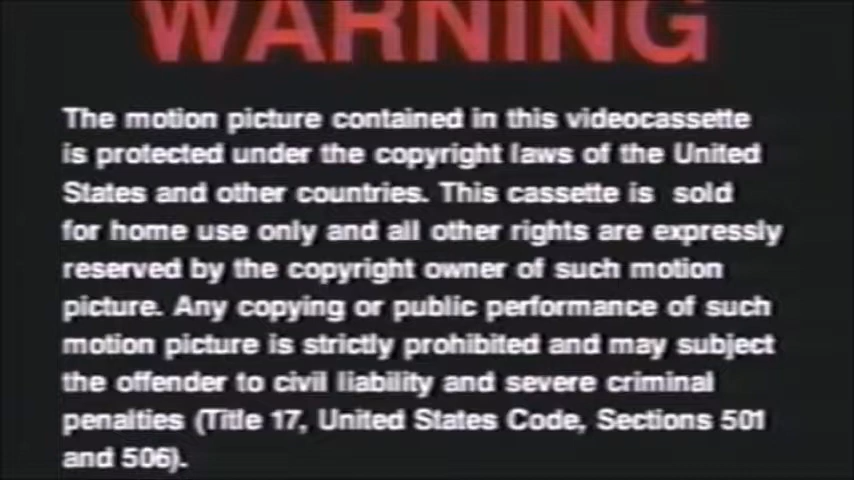 WARNING
The motion picture contained in this videocassette
is protected under the copyright laws of the United
States and other countries. This cassette is sold
for home use only and all other rights are expressly
reserved by the copyright owner of such motion
picture. Any copying or public performance of such
motion picture is strictly prohibited and may subject
the offender to civil liability and severe criminal
penalties (Title 17, United States Code, Sections 501
and 506).